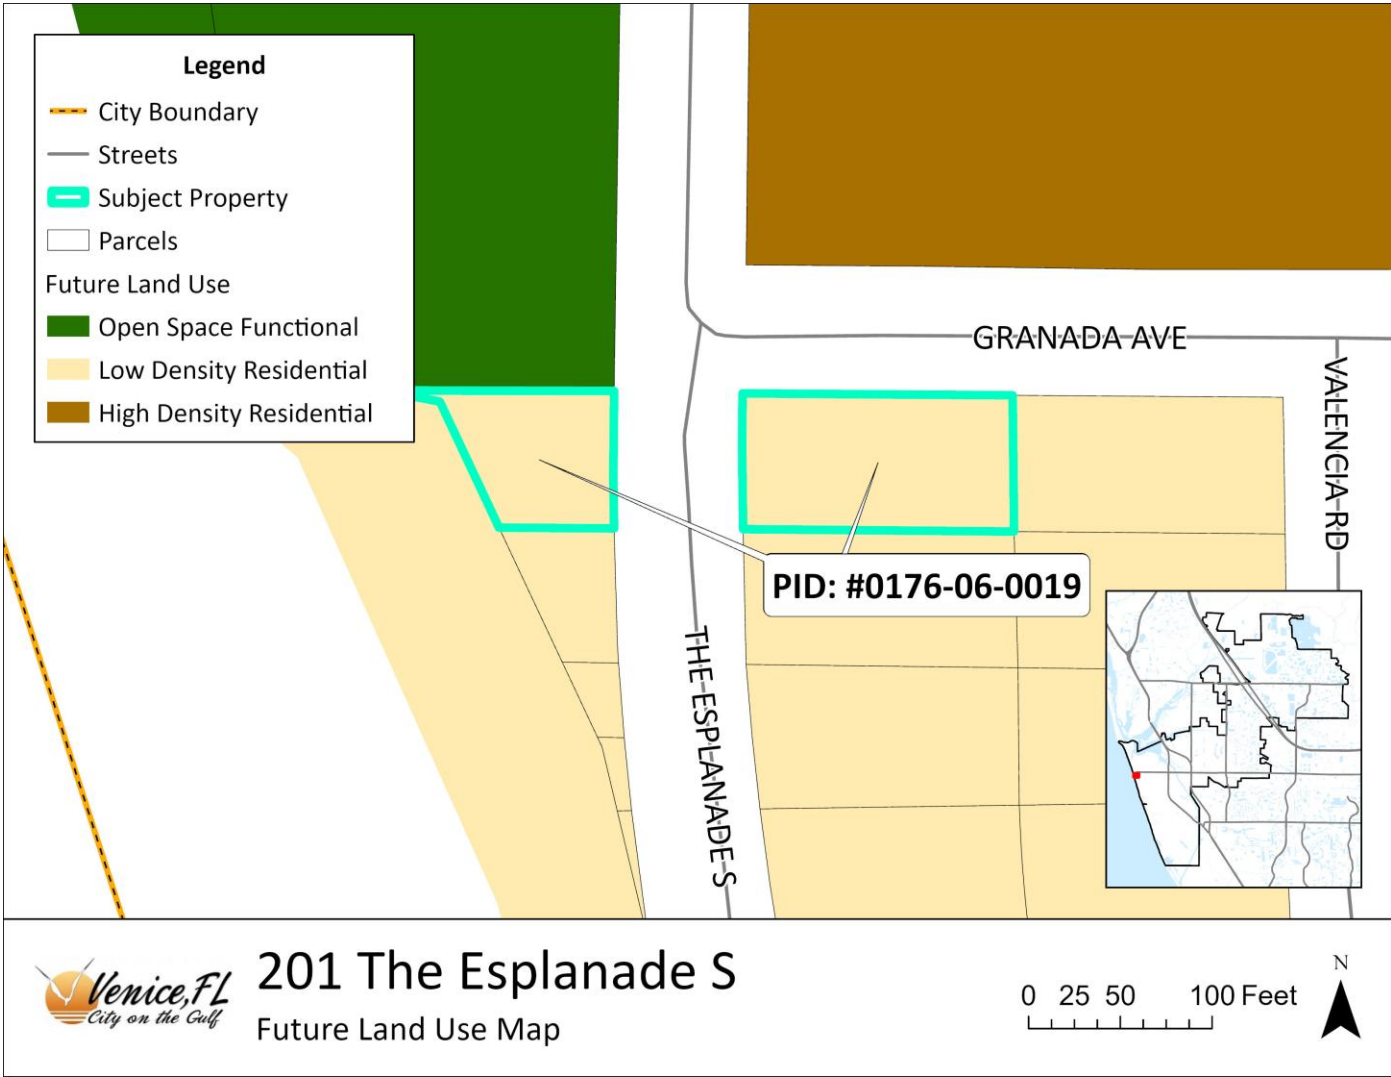 Legend
City Boundary
Streets
Subject Property
Parcels
Future Land Use
Open Space Functional
Low Density Residential
High Density Residential
GRANADA AVE
VALENCIA RD
PID: #0176-06-0019
THE ESPLANADE S
Venice, FL
City on the Gulf
201 The Esplanade S
Future Land Use Map
0 25 50 100 Feet
N